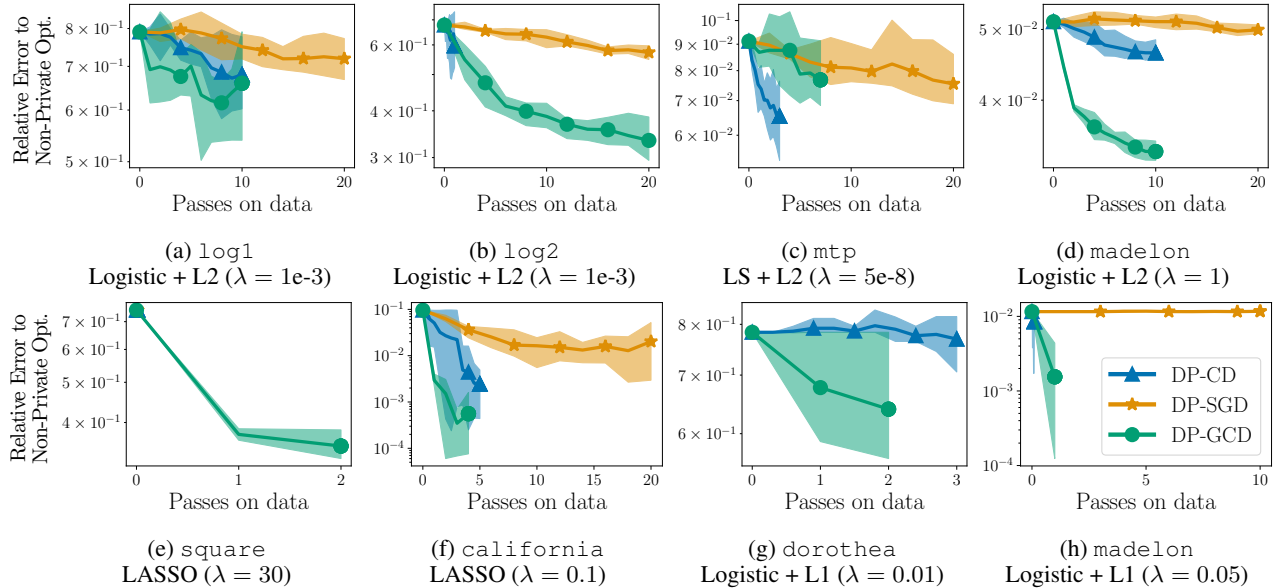 Relative Error to
Non-Private Opt.
8 × 10⁻¹
7 × 10⁻¹
6 × 10⁻¹
5 × 10⁻¹
0 10 20
Passes on data
(a) log1
Logistic + L2 (λ = 1e-3)
6 × 10⁻¹
4 × 10⁻¹
3 × 10⁻¹
0 10 20
Passes on data
(b) log2
Logistic + L2 (λ = 1e-3)
10⁻¹
9 × 10⁻²
8 × 10⁻²
7 × 10⁻²
6 × 10⁻²
0 10 20
Passes on data
(c) mtp
LS + L2 (λ = 5e-8)
5 × 10⁻²
4 × 10⁻²
0 10 20
Passes on data
(d) madelon
Logistic + L2 (λ = 1)
Relative Error to
Non-Private Opt.
7 × 10⁻¹
6 × 10⁻¹
5 × 10⁻¹
4 × 10⁻¹
0 1 2
Passes on data
(e) square
LASSO (λ = 30)
10⁻¹
10⁻²
10⁻³
10⁻⁴
0 5 10 15 20
Passes on data
(f) california
LASSO (λ = 0.1)
8 × 10⁻¹
7 × 10⁻¹
6 × 10⁻¹
0 1 2 3
Passes on data
(g) dorothea
Logistic + L1 (λ = 0.01)
10⁻²
10⁻³
10⁻⁴
DP-CD
DP-SGD
DP-GCD
0 5 10
Passes on data
(h) madelon
Logistic + L1 (λ = 0.05)